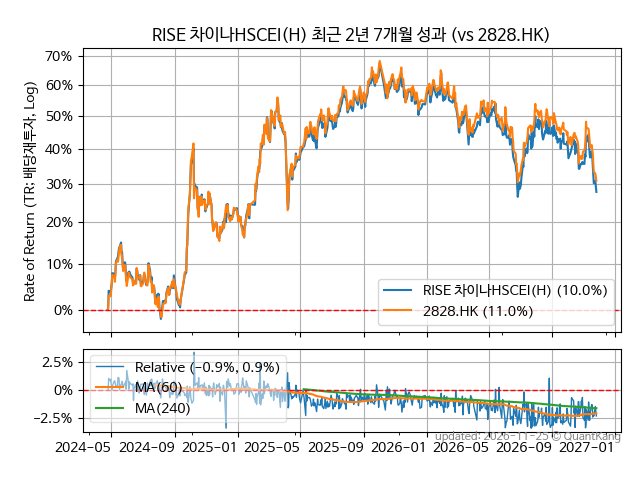 RISE 차이나HSCEI(H) 최근 2년 7개월 성과 (vs 2828.HK)
Rate of Return (TR: 배당재투자, Log)
70%
60%
50%
40%
30%
20%
10%
0%
RISE 차이나HSCEI(H) (10.0%)
2828.HK (11.0%)
2.5%
0%
−2.5%
Relative (−0.9%, 0.9%)
MA(60)
MA(240)
updated: 2026-11-25 © QuantKang
2024-05 2024-09 2025-01 2025-05 2025-09 2026-01 2026-05 2026-09 2027-01